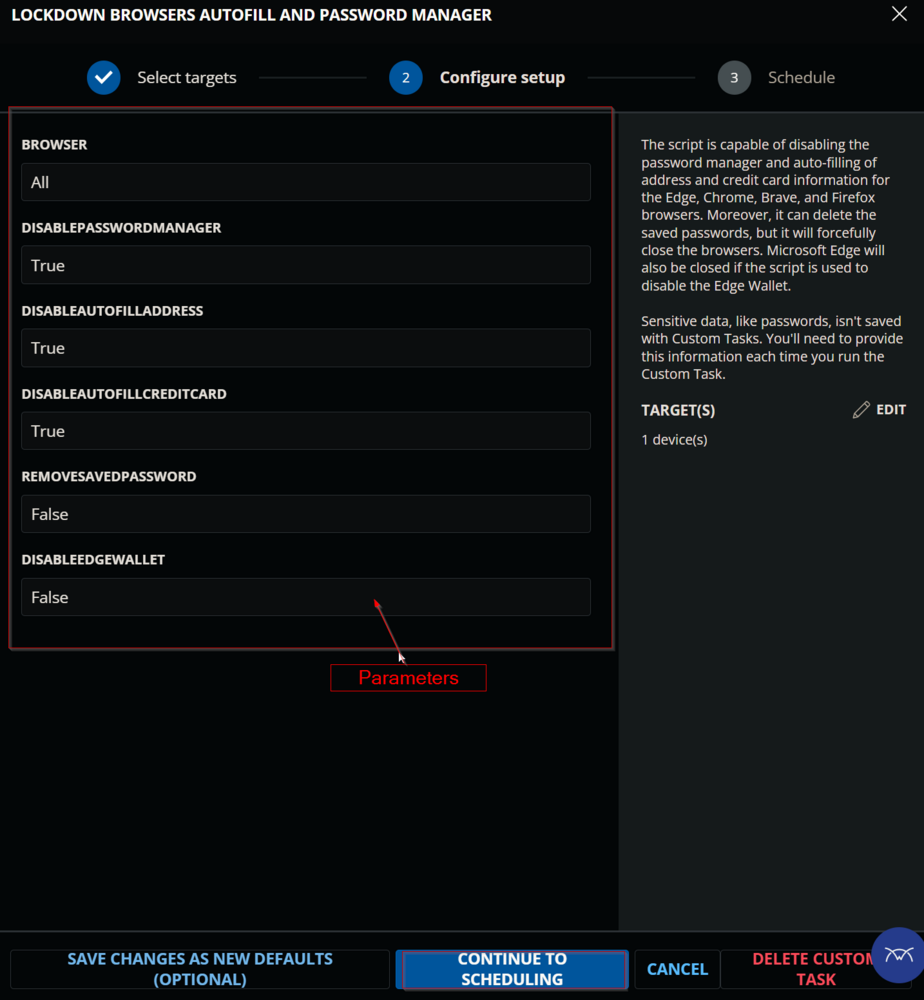 LOCKDOWN BROWSERS AUTOFILL AND PASSWORD MANAGER
Select targets
2
Configure setup
3
Schedule
BROWSER
All
DISABLEPASSWORDMANAGER
True
DISABLEAUTOFILLADDRESS
True
DISABLEAUTOFILLCREDITCARD
True
REMOVESAVEDPASSWORD
False
DISABLEEDGEWALLET
False
Parameters
The script is capable of disabling the
password manager and auto-filling of
address and credit card information for
the Edge, Chrome, Brave, and Firefox
browsers. Moreover, it can delete the
saved passwords, but it will forcefully
close the browsers. Microsoft Edge will
also be closed if the script is used to
disable the Edge Wallet.
Sensitive data, like passwords, isn't saved
with Custom Tasks. You'll need to provide
this information each time you run the
Custom Task.
TARGET(S)
EDIT
1 device(s)
SAVE CHANGES AS NEW DEFAULTS
(OPTIONAL)
CONTINUE TO
SCHEDULING
CANCEL
DELETE CUSTOM
TASK